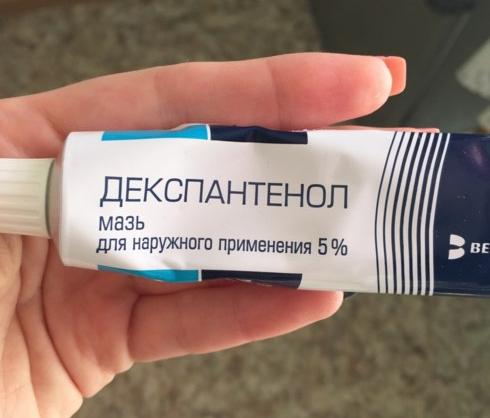 ДЕКСПАНТЕНОЛ
мазь
для наружного применения 5%